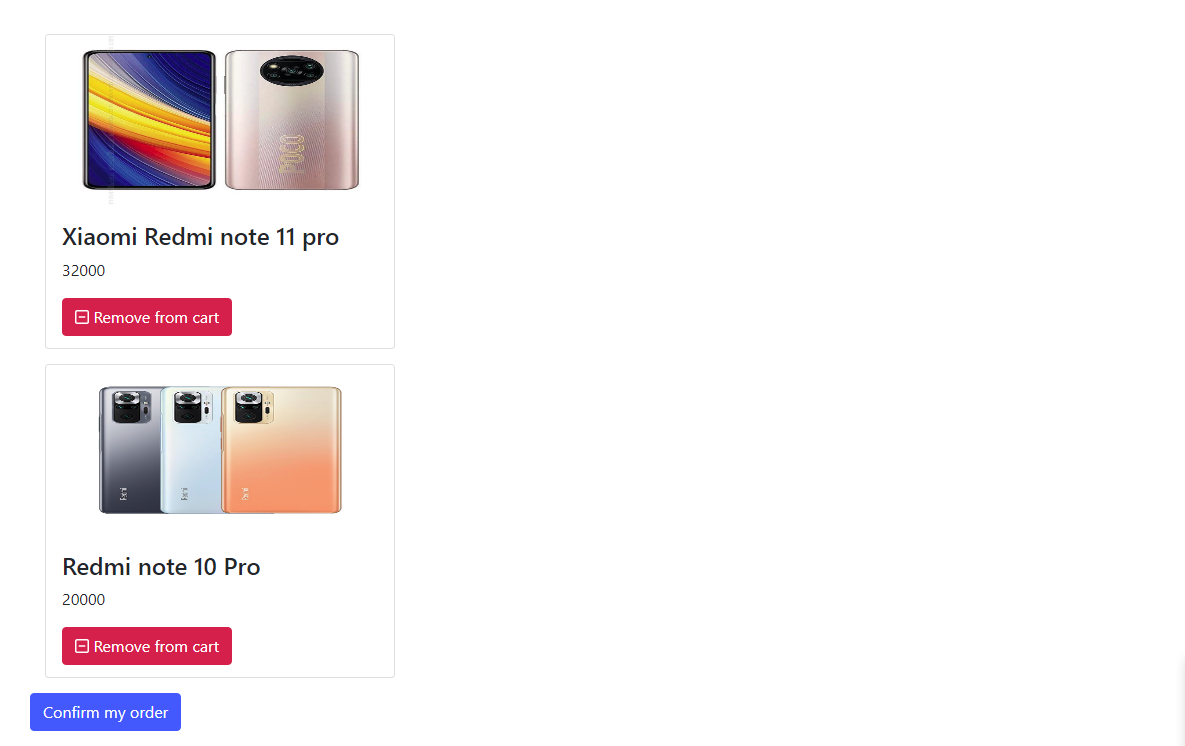 POCO
Xiaomi Redmi note 11 pro
32000
Remove from cart
Redmi note 10 Pro
20000
Remove from cart
Confirm my order